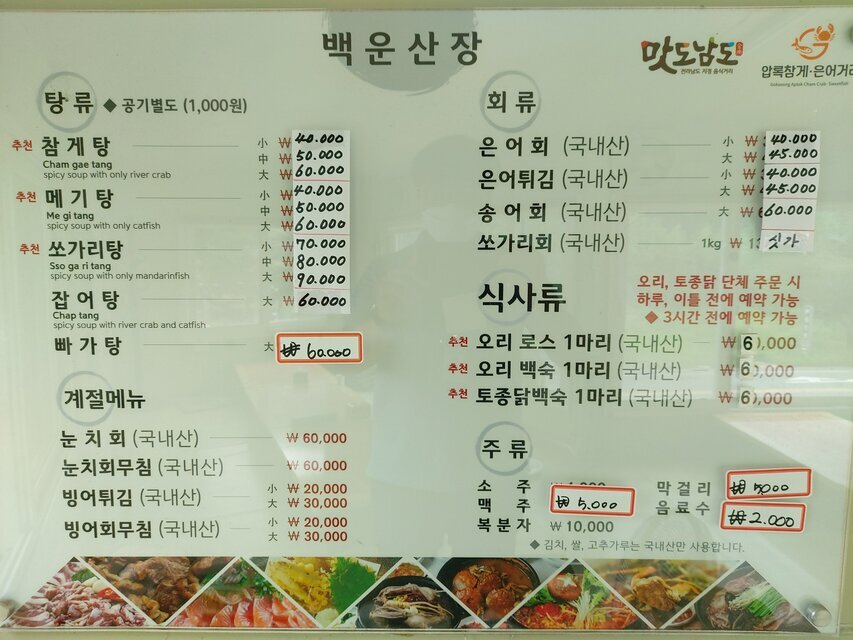 백운산장
맛도남도
전라남도 지정 음식거리
압록참게·은어거리
탕류 ◆ 공기별도 (1,000원)
추천 참게탕 小 ₩ 40.000
Cham gae tang 中 ₩ 50.000
spicy soup with only river crab 大 ₩ 60.000
추천 메기탕 小 ₩ 40.000
Me gi tang 中 ₩ 50.000
spicy soup with only catfish 大 ₩ 60.000
추천 쏘가리탕 小 ₩ 70.000
Sso ga ri tang 中 ₩ 80.000
spicy soup with only mandarinfish 大 ₩ 90.000
잡어탕 大 ₩ 60.000
Chap tang
spicy soup with river crab and catfish
빠가탕 大 ₩ 60.000
계절메뉴
눈치회 (국내산) ₩ 60,000
눈치회무침 (국내산) ₩ 60,000
빙어튀김 (국내산) 小 ₩ 20,000
大 ₩ 30,000
빙어회무침 (국내산) 小 ₩ 20,000
大 ₩ 30,000
회류
은어회 (국내산) 小 ₩ 40.000
大 ₩ 45.000
은어튀김 (국내산) 小 ₩ 40.000
大 ₩ 45.000
송어회 (국내산) 大 ₩ 60.000
쏘가리회 (국내산) 1kg ₩ 싯가
식사류
오리, 토종닭 단체 주문 시
하루, 이틀 전에 예약 가능
◆ 3시간 전에 예약 가능
추천 오리 로스 1마리 (국내산) ₩ 60,000
추천 오리 백숙 1마리 (국내산) ₩ 60,000
추천 토종닭백숙 1마리 (국내산) ₩ 60,000
주류
소주 막걸리 ₩ 5000
맥주 ₩ 5.000 음료수 ₩ 2.000
복분자 ₩ 10,000
◆ 김치, 쌀, 고추가루는 국내산만 사용합니다.